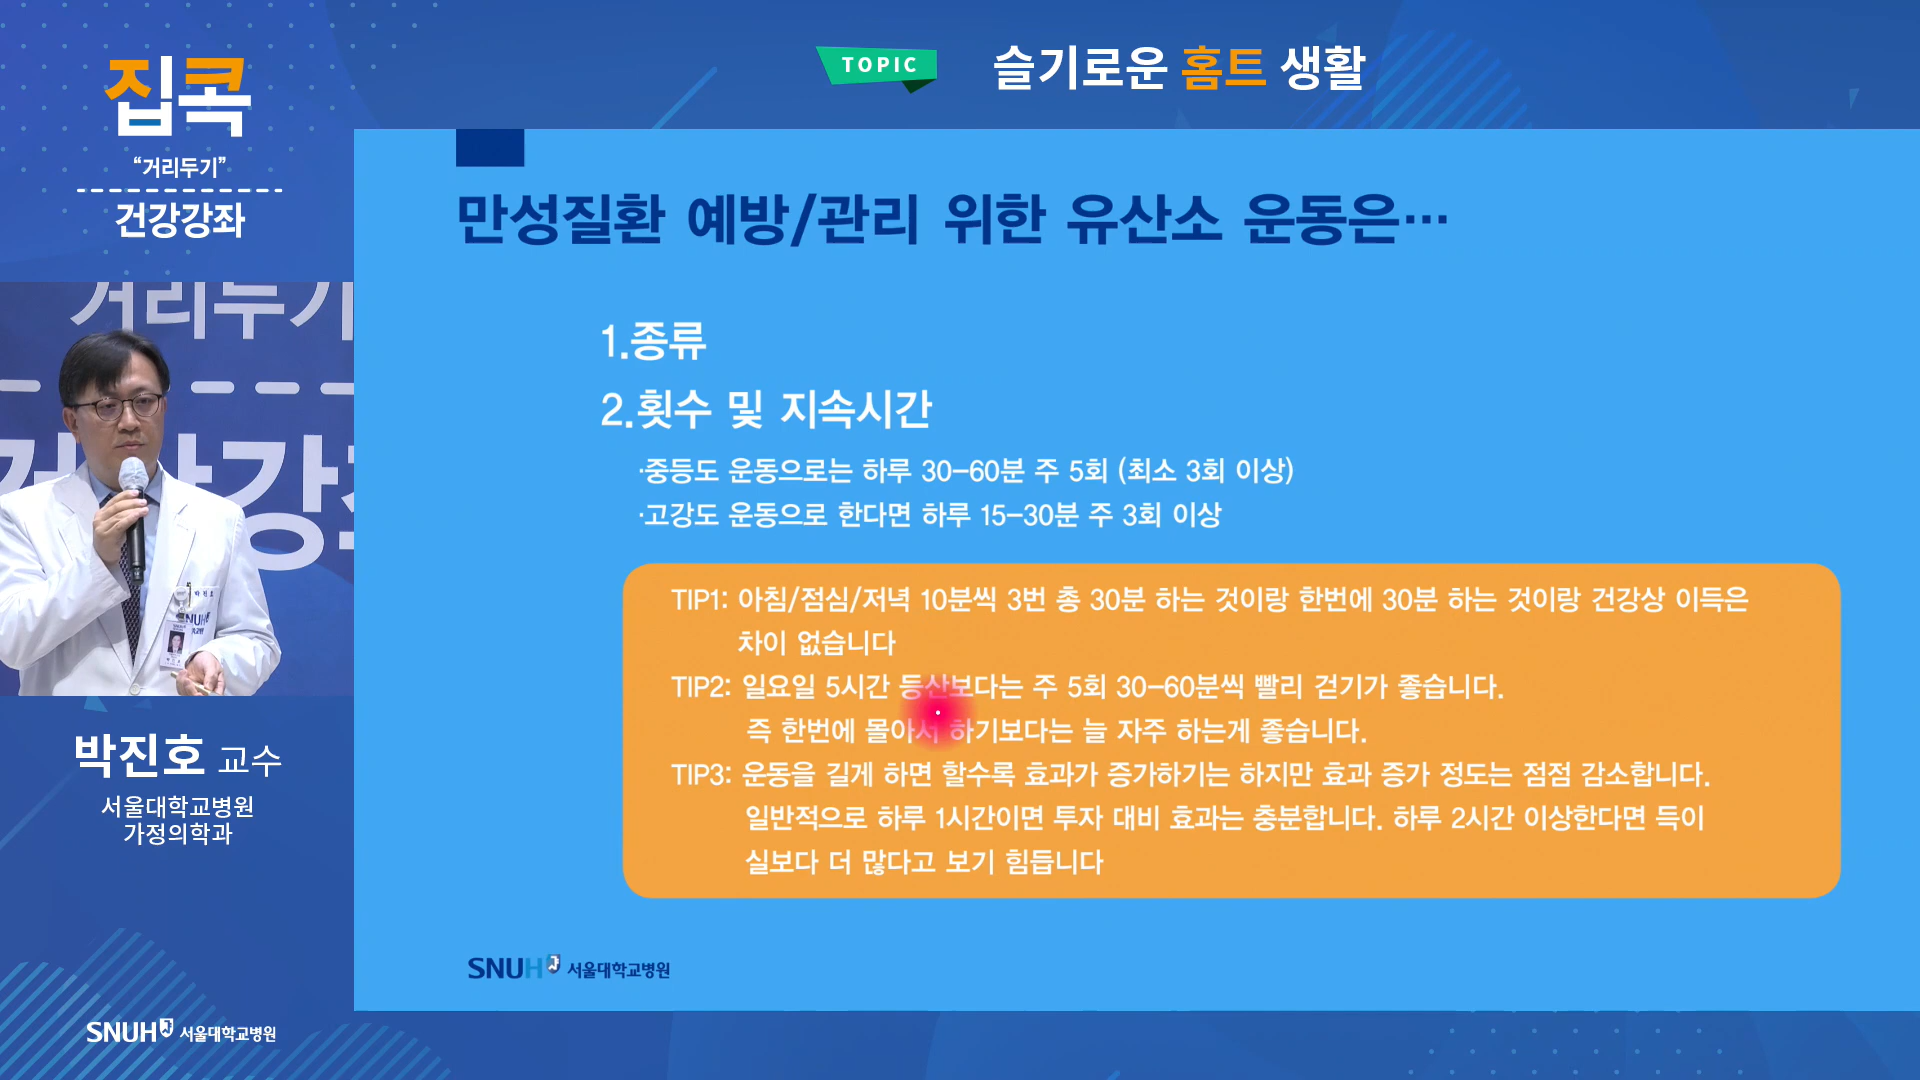 집콕
“거리두기”
건강강좌
TOPIC
슬기로운 홈트 생활
만성질환 예방/관리 위한 유산소 운동은…
1.종류
2.횟수 및 지속시간
·중등도 운동으로는 하루 30-60분 주 5회 (최소 3회 이상)
·고강도 운동으로 한다면 하루 15-30분 주 3회 이상
TIP1: 아침/점심/저녁 10분씩 3번 총 30분 하는 것이랑 한번에 30분 하는 것이랑 건강상 이득은
차이 없습니다
TIP2: 일요일 5시간 등산보다는 주 5회 30-60분씩 빨리 걷기가 좋습니다.
즉 한번에 몰아서 하기보다는 늘 자주 하는게 좋습니다.
TIP3: 운동을 길게 하면 할수록 효과가 증가하기는 하지만 효과 증가 정도는 점점 감소합니다.
일반적으로 하루 1시간이면 투자 대비 효과는 충분합니다. 하루 2시간 이상한다면 득이
실보다 더 많다고 보기 힘듭니다
SNUH 서울대학교병원
거리두기
박진호 교수
서울대학교병원
가정의학과
SNUH 서울대학교병원